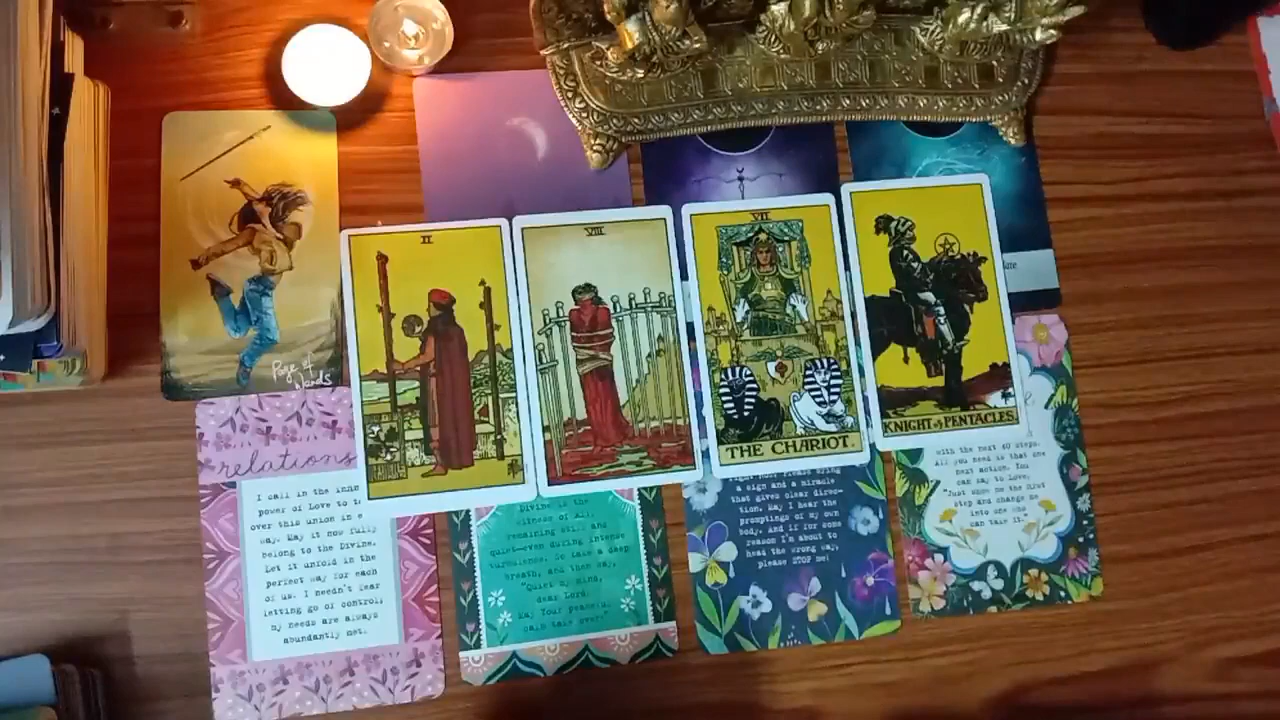 Page of
Wands
II
VIII
VII
THE CHARIOT.
KNIGHT of PENTACLES.
relations
I call in the
power of Love to
over this union in
way. May it now fully
belong to the Divine.
Let it unfold in the
perfect way for each
of us. I needn't fear
letting go of control,
my needs are always
abundantly met.
Divine is the
of All,
remaining still and
quiet—even during intense
turbulence. So take a deep
breath, and then say,
"Quiet my mind,
dear Lord.
May Your peaceful
calm take over."
Please bring
a sign and a miracle
that gives clear direc-
tion. May I hear the
promptings of my own
body. And if for some
reason I'm about to
head the wrong way,
please STOP me!
with the next 40 steps.
All you need is that one
next action. You
can say to Love,
"Just show me the first
step and change me
into one who
can take it."